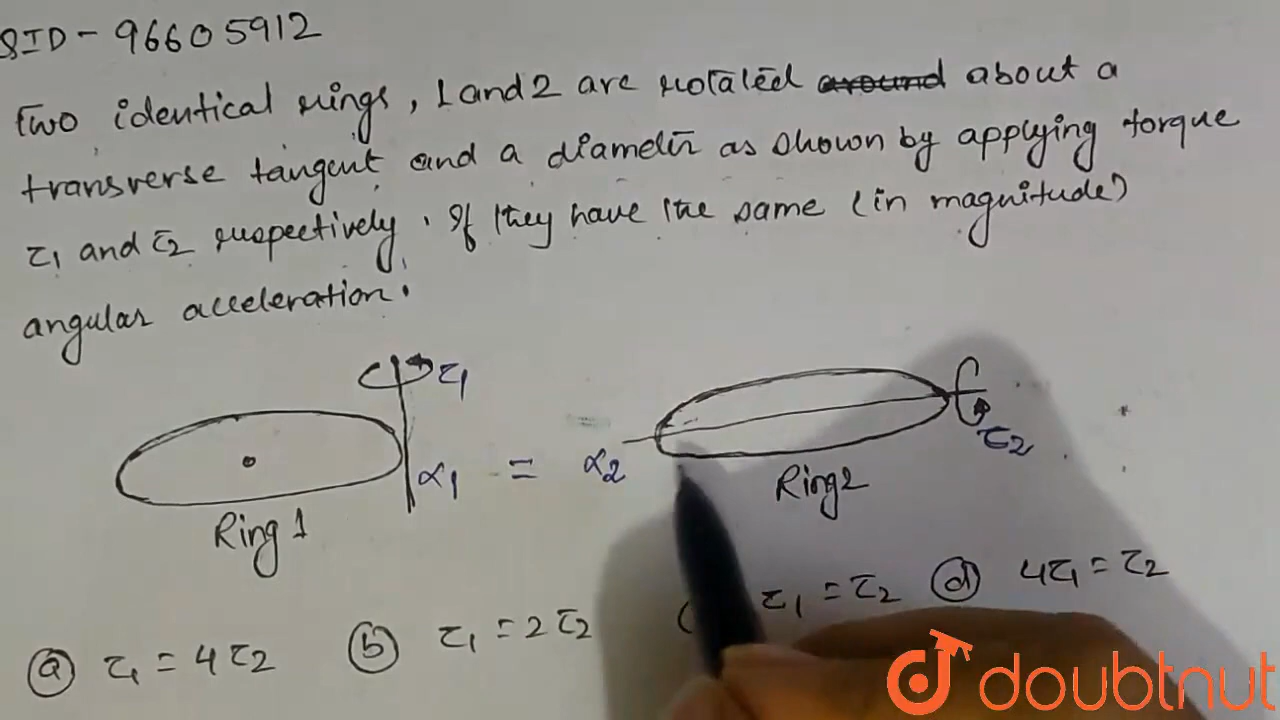 SID - 96605912
Two identical rings, 1 and 2 are rotated around about a
transverse tangent and a diameter as shown by applying torque
τ1 and τ2 respectively. If they have the same (in magnitude)
angular acceleration.
τ1
α1 = α2
τ2
Ring 1
Ring 2
(a) τ1 = 4τ2 (b) τ1 = 2τ2 ( τ1 = τ2 (d) 4τ1 = τ2
doubtnut